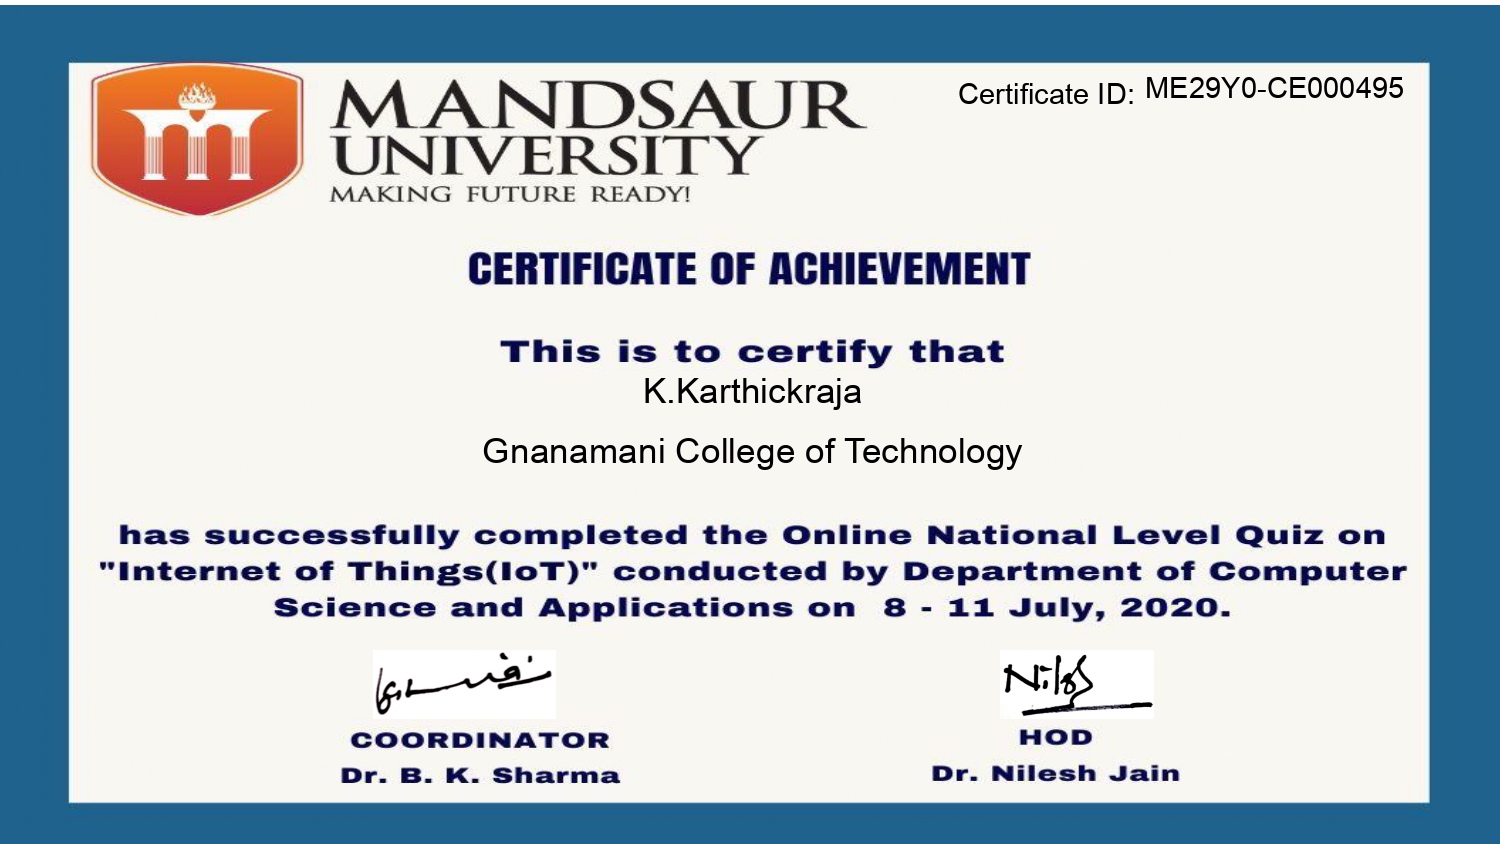 MANDSAUR
UNIVERSITY
MAKING FUTURE READY!
Certificate ID: ME29Y0-CE000495
CERTIFICATE OF ACHIEVEMENT
This is to certify that
K.Karthickraja
Gnanamani College of Technology
has successfully completed the Online National Level Quiz on
"Internet of Things(IoT)" conducted by Department of Computer
Science and Applications on 8 - 11 July, 2020.
COORDINATOR
Dr. B. K. Sharma
HOD
Dr. Nilesh Jain